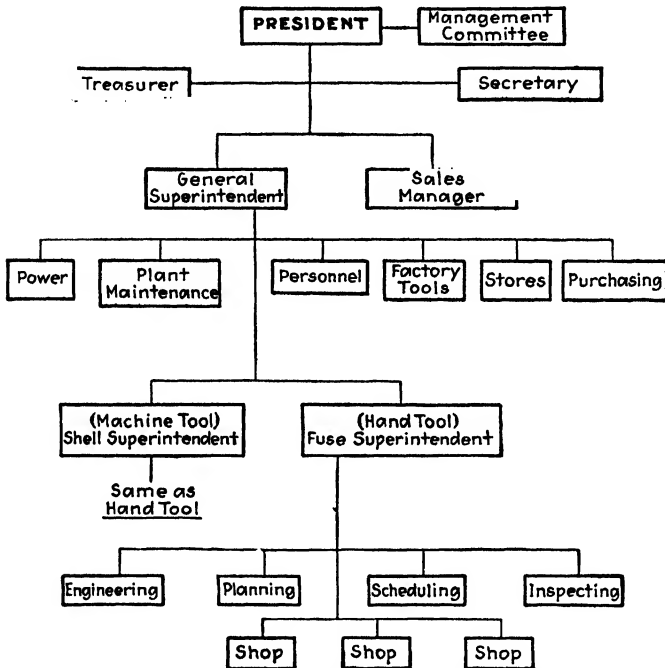 PRESIDENT
Management
Committee
Treasurer
Secretary
General
Superintendent
Sales
Manager
Power
Plant
Maintenance
Personnel
Factory
Tools
Stores
Purchasing
(Machine Tool)
Shell Superintendent
(Hand Tool)
Fuse Superintendent
Same as
Hand Tool
Engineering
Planning
Scheduling
Inspecting
Shop
Shop
Shop